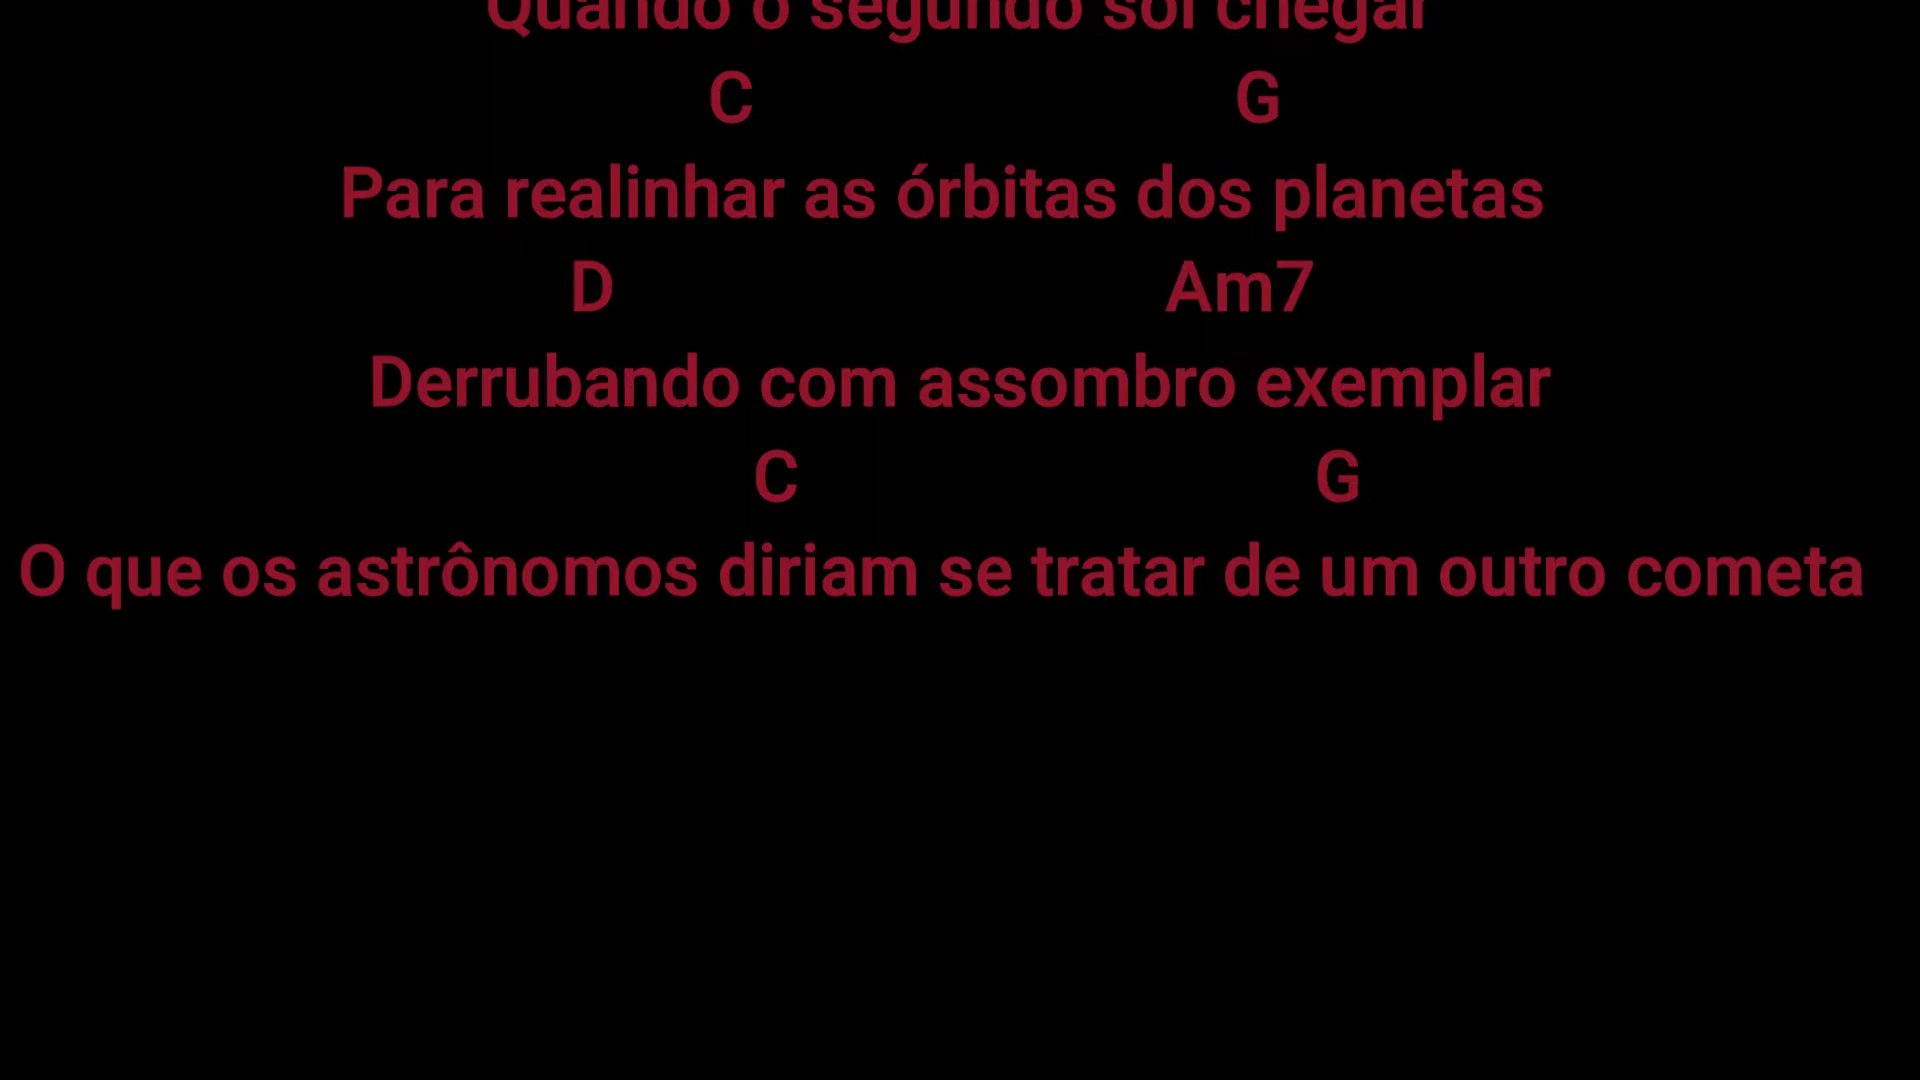 Quando o segundo sol chegar
C G
Para realinhar as órbitas dos planetas
D Am7
Derrubando com assombro exemplar
C G
O que os astrônomos diriam se tratar de um outro cometa